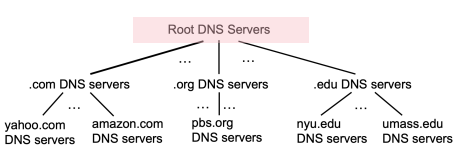 Root DNS Servers
... ...
.com DNS servers .org DNS servers .edu DNS servers
... ... ... ...
yahoo.com amazon.com pbs.org nyu.edu umass.edu
DNS servers DNS servers DNS servers DNS servers DNS servers